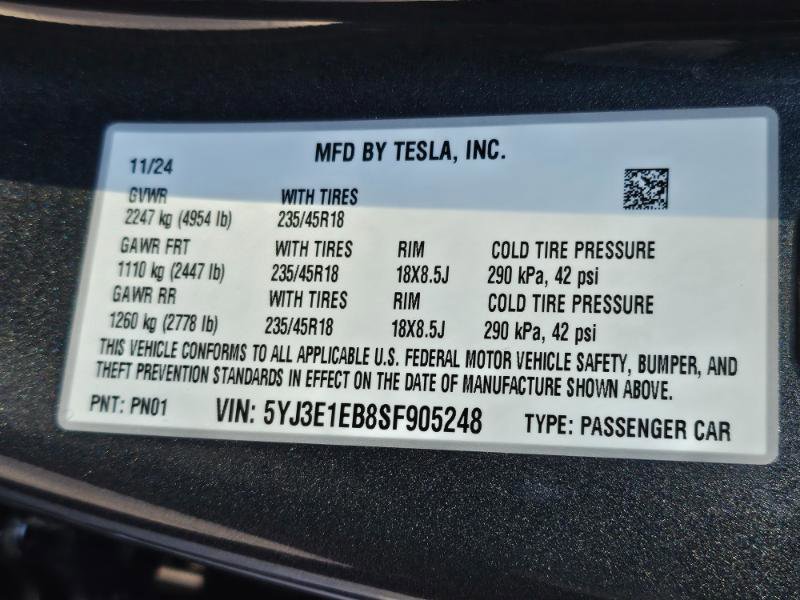 MFD BY TESLA, INC.
11/24
GVWR WITH TIRES
2247 kg (4954 lb) 235/45R18
GAWR FRT WITH TIRES RIM COLD TIRE PRESSURE
1110 kg (2447 lb) 235/45R18 18X8.5J 290 kPa, 42 psi
GAWR RR WITH TIRES RIM COLD TIRE PRESSURE
1260 kg (2778 lb) 235/45R18 18X8.5J 290 kPa, 42 psi
THIS VEHICLE CONFORMS TO ALL APPLICABLE U.S. FEDERAL MOTOR VEHICLE SAFETY, BUMPER, AND
THEFT PREVENTION STANDARDS IN EFFECT ON THE DATE OF MANUFACTURE SHOWN ABOVE.
PNT: PN01 VIN: 5YJ3E1EB8SF905248 TYPE: PASSENGER CAR